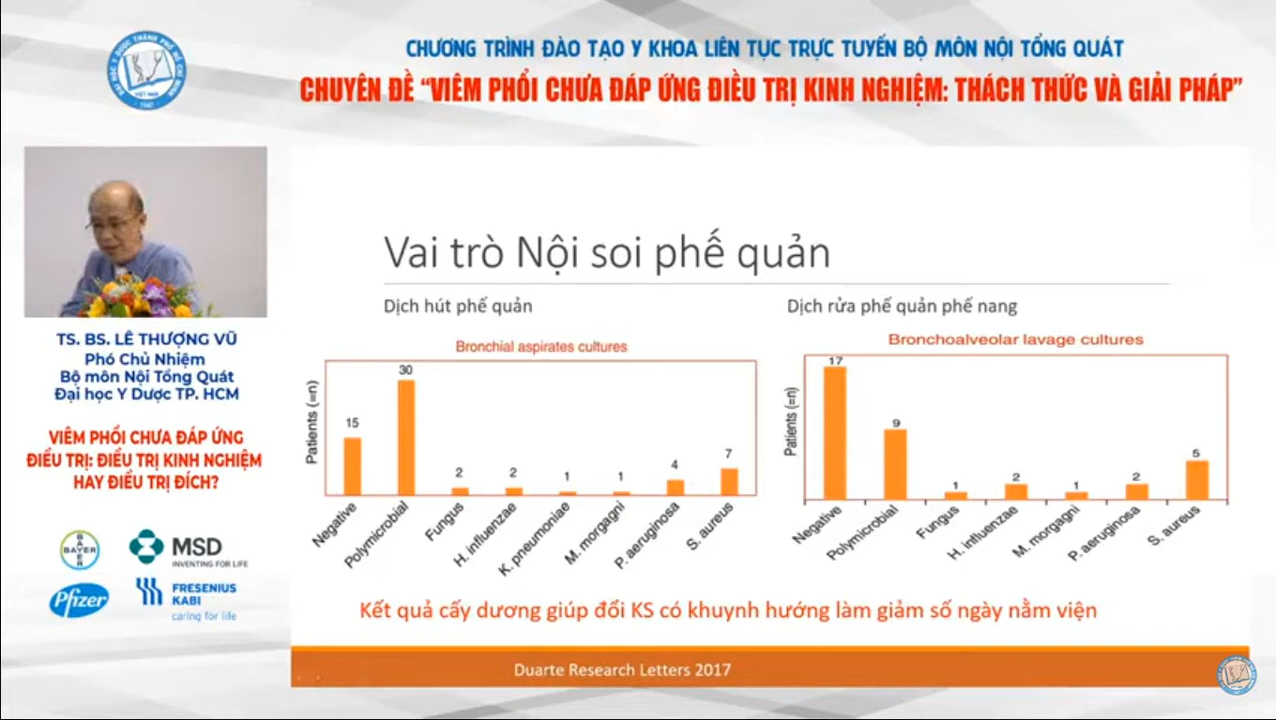 CHƯƠNG TRÌNH ĐÀO TẠO Y KHOA LIÊN TỤC TRỰC TUYẾN BỘ MÔN NỘI TỔNG QUÁT
CHUYÊN ĐỀ “VIÊM PHỔI CHƯA ĐÁP ỨNG ĐIỀU TRỊ KINH NGHIỆM: THÁCH THỨC VÀ GIẢI PHÁP”
TS. BS. LÊ THƯỢNG VŨ
Phó Chủ Nhiệm
Bộ môn Nội Tổng Quát
Đại học Y Dược TP. HCM
VIÊM PHỔI CHƯA ĐÁP ỨNG
ĐIỀU TRỊ: ĐIỀU TRỊ KINH NGHIỆM
HAY ĐIỀU TRỊ ĐÍCH?
BAYER
BAYER
MSD
INVENTING FOR LIFE
Pfizer
FRESENIUS
KABI
caring for life
Vai trò Nội soi phế quản
Dịch hút phế quản
Bronchial aspirates cultures
Patients (=n)
15
30
2
2
1
1
4
7
Negative
Polymicrobial
Fungus
H. influenzae
K. pneumoniae
M. morgagni
P. aeruginosa
S. aureus
Dịch rửa phế quản phế nang
Bronchoalveolar lavage cultures
Patients (=n)
17
9
1
2
1
2
5
Negative
Polymicrobial
Fungus
H. influenzae
M. morgagni
P. aeruginosa
S. aureus
Kết quả cấy dương giúp đổi KS có khuynh hướng làm giảm số ngày nằm viện
Duarte Research Letters 2017